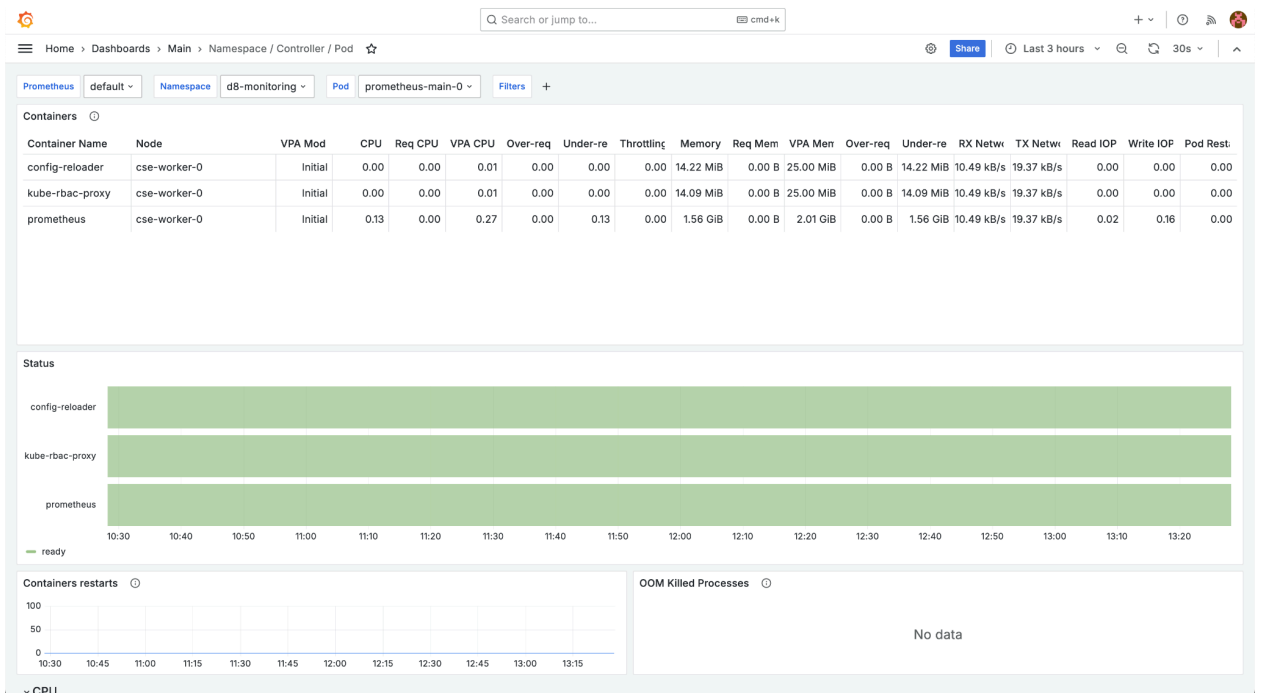 Search or jump to... cmd+k
Home › Dashboards › Main › Namespace / Controller / Pod Share Last 3 hours 30s
Prometheus default Namespace d8-monitoring Pod prometheus-main-0 Filters +
Containers
Container Name Node VPA Mod CPU Req CPU VPA CPU Over-req Under-re Throttling Memory Req Mem VPA Mem Over-req Under-re RX Netwo TX Netwo Read IOP Write IOP Pod Resta
config-reloader cse-worker-0 Initial 0.00 0.00 0.01 0.00 0.00 0.00 14.22 MiB 0.00 B 25.00 MiB 0.00 B 14.22 MiB 10.49 kB/s 19.37 kB/s 0.00 0.00 0.00
kube-rbac-proxy cse-worker-0 Initial 0.00 0.00 0.01 0.00 0.00 0.00 14.09 MiB 0.00 B 25.00 MiB 0.00 B 14.09 MiB 10.49 kB/s 19.37 kB/s 0.00 0.00 0.00
prometheus cse-worker-0 Initial 0.13 0.00 0.27 0.00 0.13 0.00 1.56 GiB 0.00 B 2.01 GiB 0.00 B 1.56 GiB 10.49 kB/s 19.37 kB/s 0.02 0.16 0.00
Status
config-reloader
kube-rbac-proxy
prometheus
10:30 10:40 10:50 11:00 11:10 11:20 11:30 11:40 11:50 12:00 12:10 12:20 12:30 12:40 12:50 13:00 13:10 13:20
ready
Containers restarts
100
50
0
10:30 10:45 11:00 11:15 11:30 11:45 12:00 12:15 12:30 12:45 13:00 13:15
OOM Killed Processes
No data
CPU